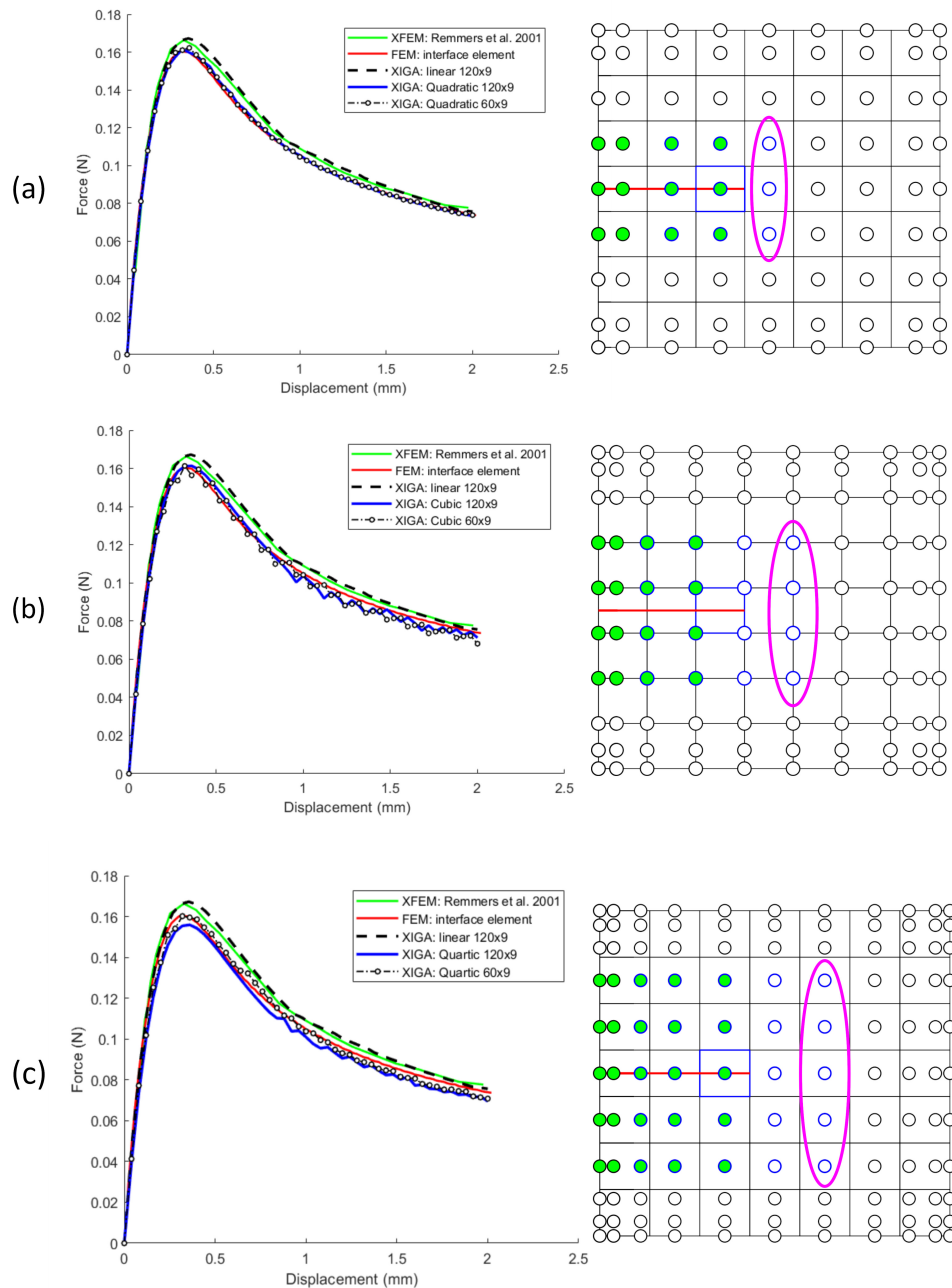 (a)
Force (N)
0.18
0.16
0.14
0.12
0.1
0.08
0.06
0.04
0.02
0
0
0.5
1
1.5
2
2.5
Displacement (mm)
XFEM: Remmers et al. 2001
FEM: interface element
XIGA: linear 120x9
XIGA: Quadratic 120x9
XIGA: Quadratic 60x9
(b)
Force (N)
0.18
0.16
0.14
0.12
0.1
0.08
0.06
0.04
0.02
0
0
0.5
1
1.5
2
2.5
Displacement (mm)
XFEM: Remmers et al. 2001
FEM: interface element
XIGA: linear 120x9
XIGA: Cubic 120x9
XIGA: Cubic 60x9
(c)
Force (N)
0.18
0.16
0.14
0.12
0.1
0.08
0.06
0.04
0.02
0
0
0.5
1
1.5
2
2.5
Displacement (mm)
XFEM: Remmers et al. 2001
FEM: interface element
XIGA: linear 120x9
XIGA: Quartic 120x9
XIGA: Quartic 60x9